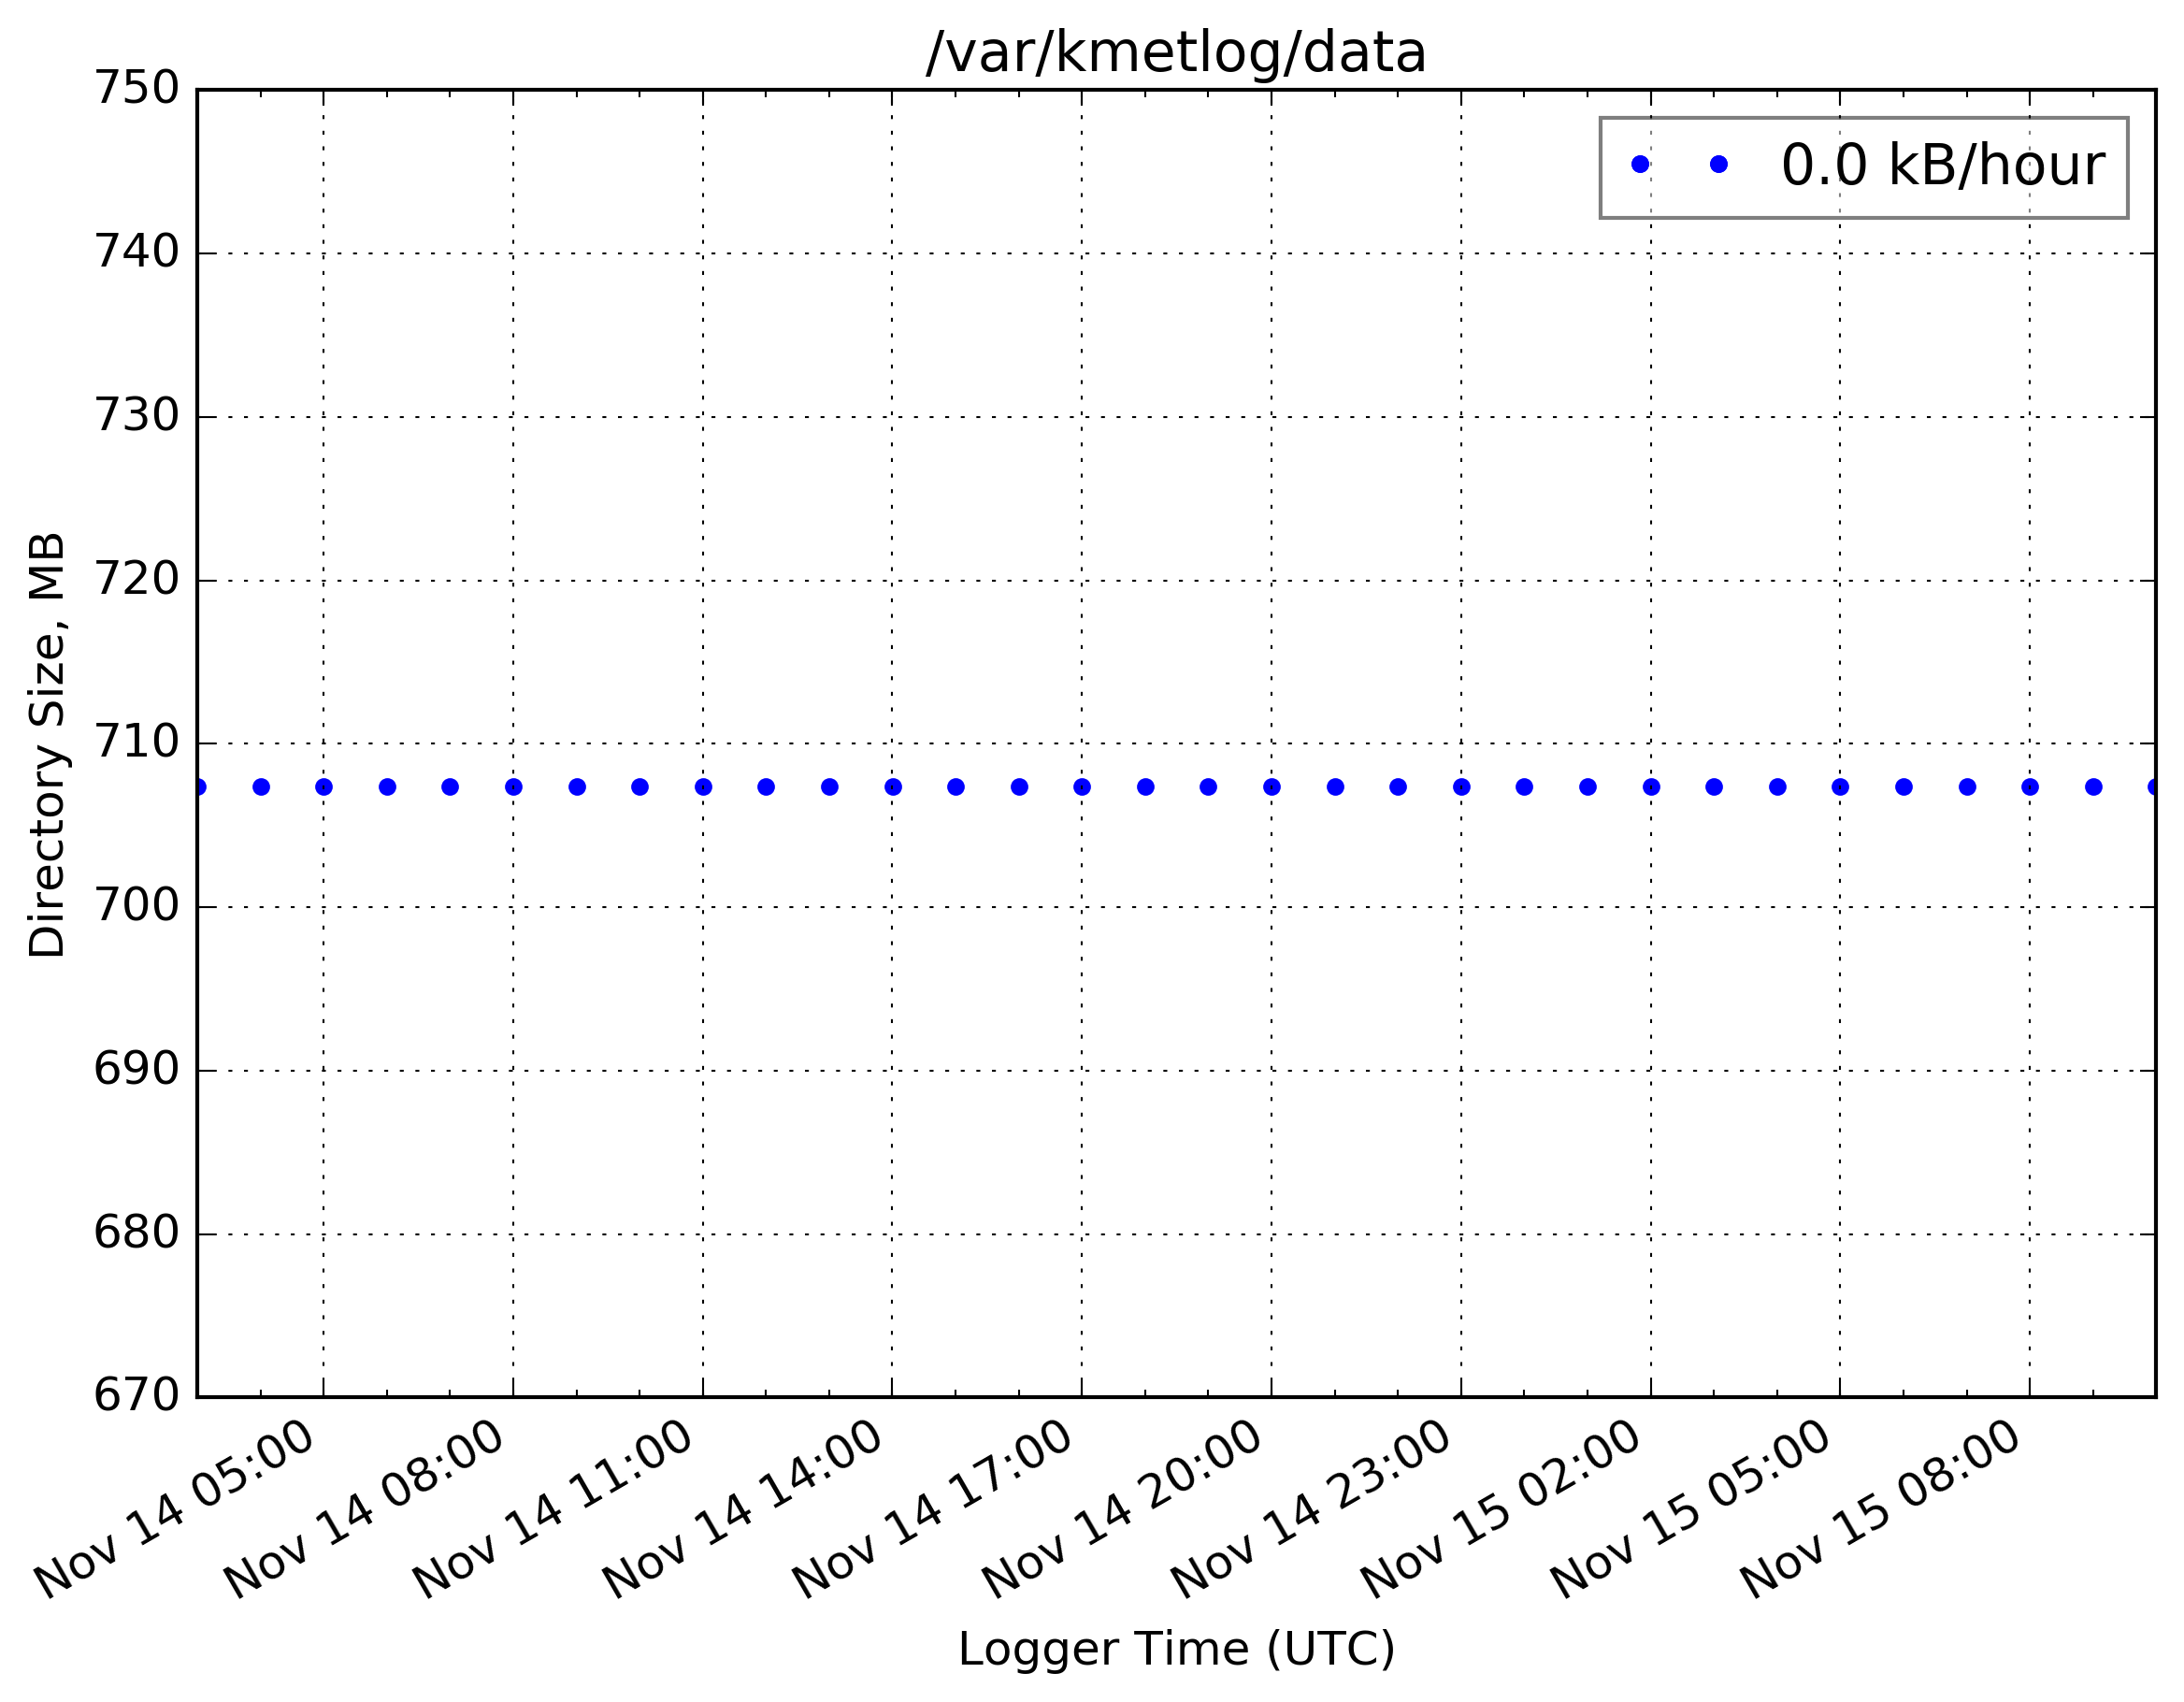 /var/kmetlog/data
0.0 kB/hour
Directory Size, MB
750
740
730
720
710
700
690
680
670
Nov 14 05:00
Nov 14 08:00
Nov 14 11:00
Nov 14 14:00
Nov 14 17:00
Nov 14 20:00
Nov 14 23:00
Nov 15 02:00
Nov 15 05:00
Nov 15 08:00
Logger Time (UTC)